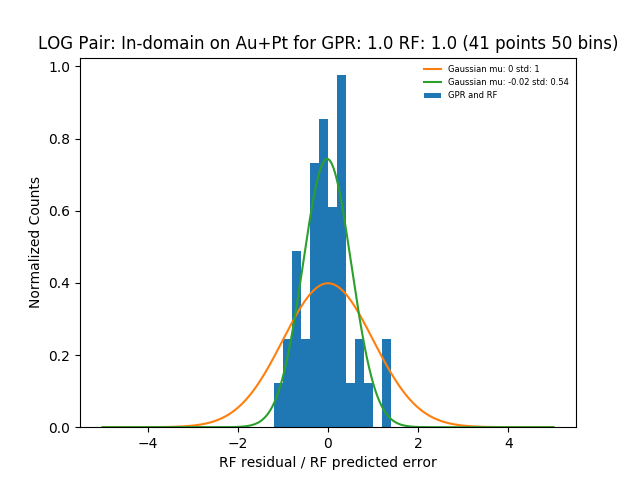 LOG Pair: In-domain on Au+Pt for GPR: 1.0 RF: 1.0 (41 points 50 bins)
Gaussian mu: 0 std: 1
Gaussian mu: -0.02 std: 0.54
GPR and RF
Normalized Counts
1.0
0.8
0.6
0.4
0.2
0.0
−4
−2
0
2
4
RF residual / RF predicted error